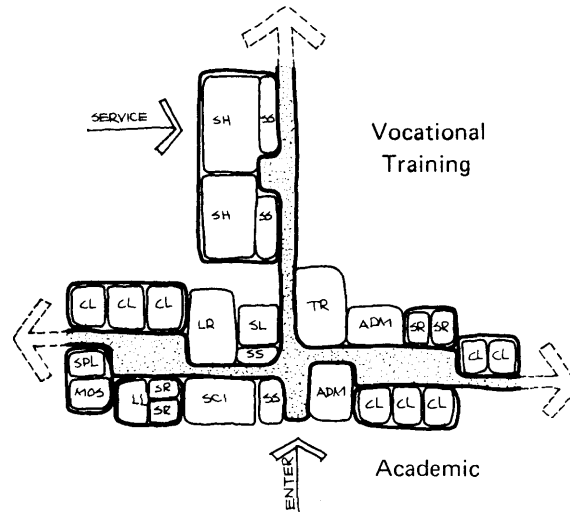 SERVICE
SH
SS
Vocational
Training
SH
SS
CL CL CL
LR
SL
SS
TR
ADM
SR SR
CL CL
SPL
MOS
LL
SR
SR
SCI
SS
ADM
CL CL CL
ENTER
Academic